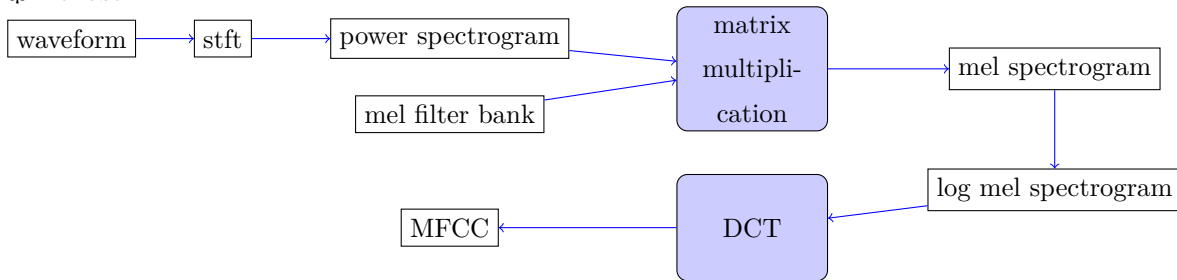 waveform
stft
power spectrogram
matrix
multipli-
cation
mel filter bank
mel spectrogram
log mel spectrogram
DCT
MFCC